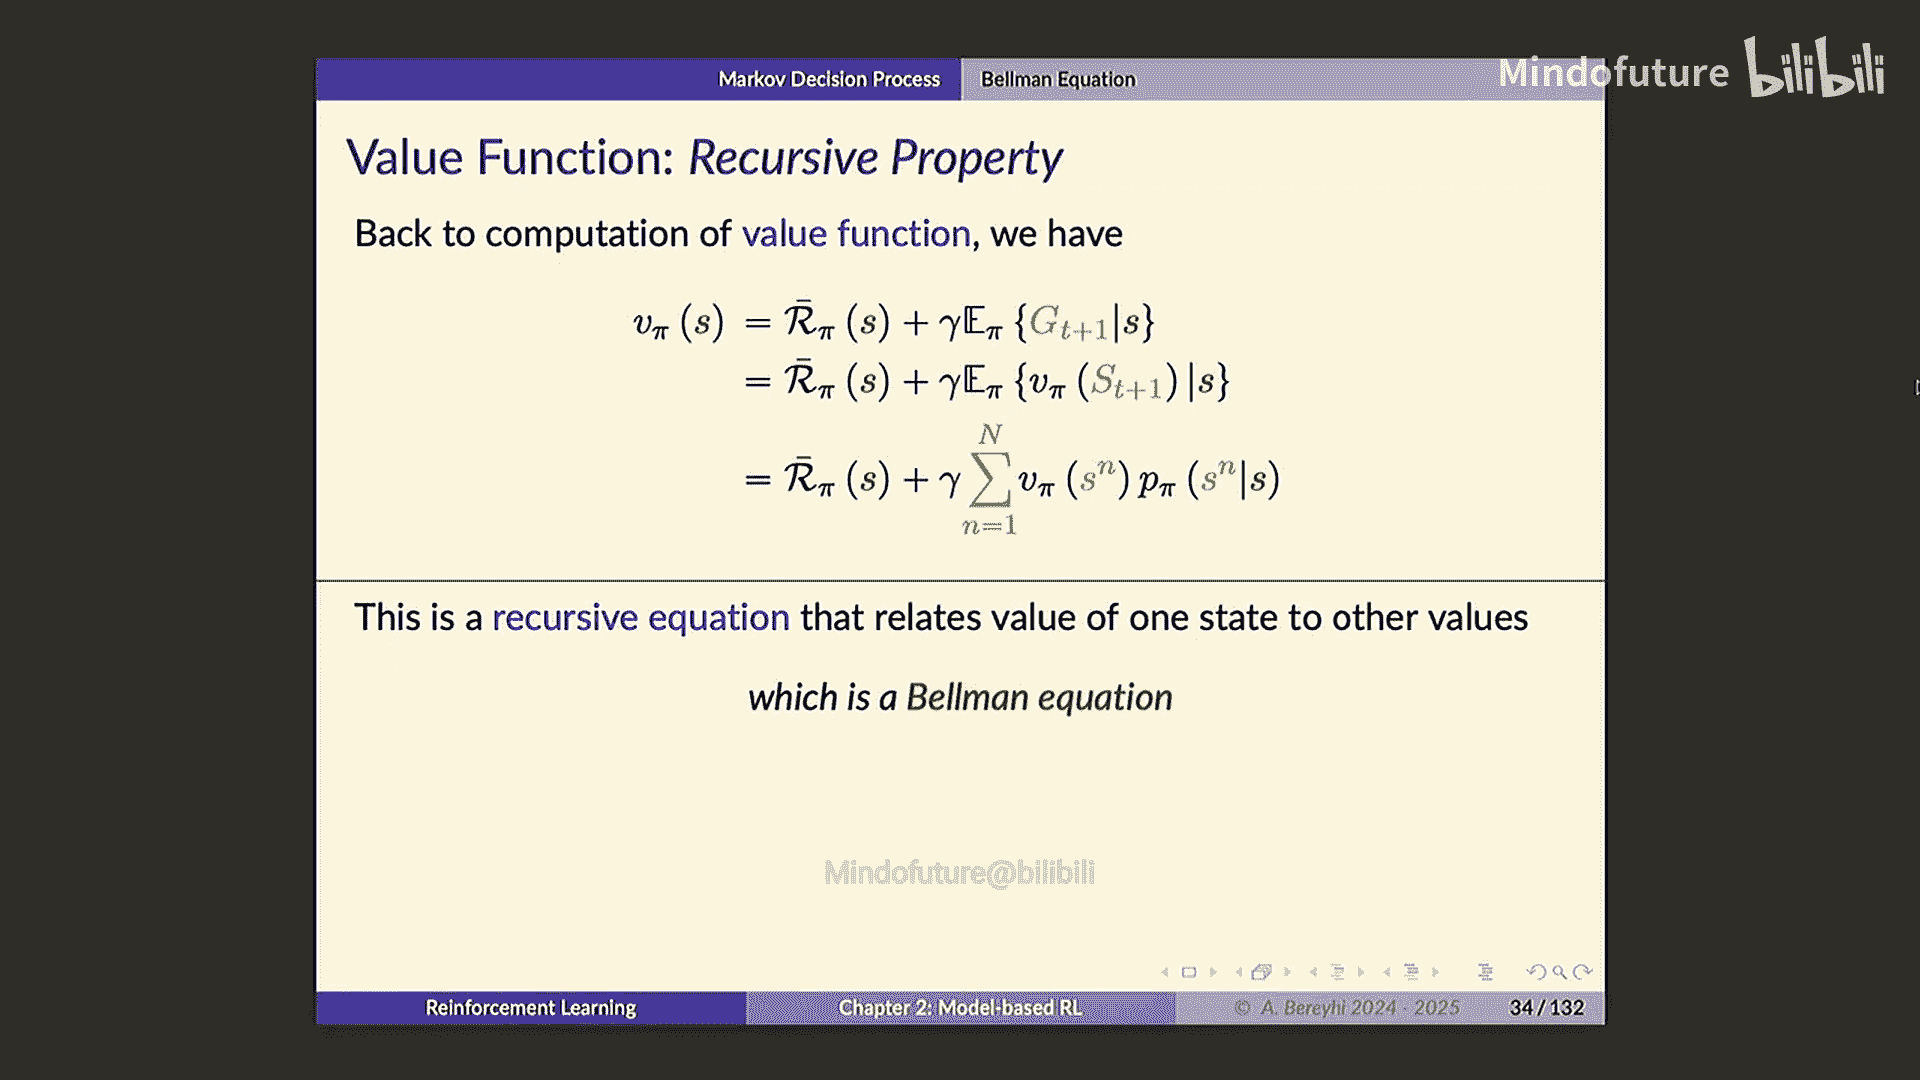 Markov Decision Process Bellman Equation
Mindofuture bilibili
Value Function: Recursive Property
Back to computation of value function, we have
v_π (s) = R̄_π (s) + γ𝔼_π {G_{t+1}|s}
= R̄_π (s) + γ𝔼_π {v_π (S_{t+1}) |s}
= R̄_π (s) + γ ∑_{n=1}^{N} v_π (s^n) p_π (s^n|s)
This is a recursive equation that relates value of one state to other values
which is a Bellman equation
Mindofuture@bilibili
Reinforcement Learning Chapter 2: Model-based RL © A. Bereyhi 2024 - 2025 34 / 132